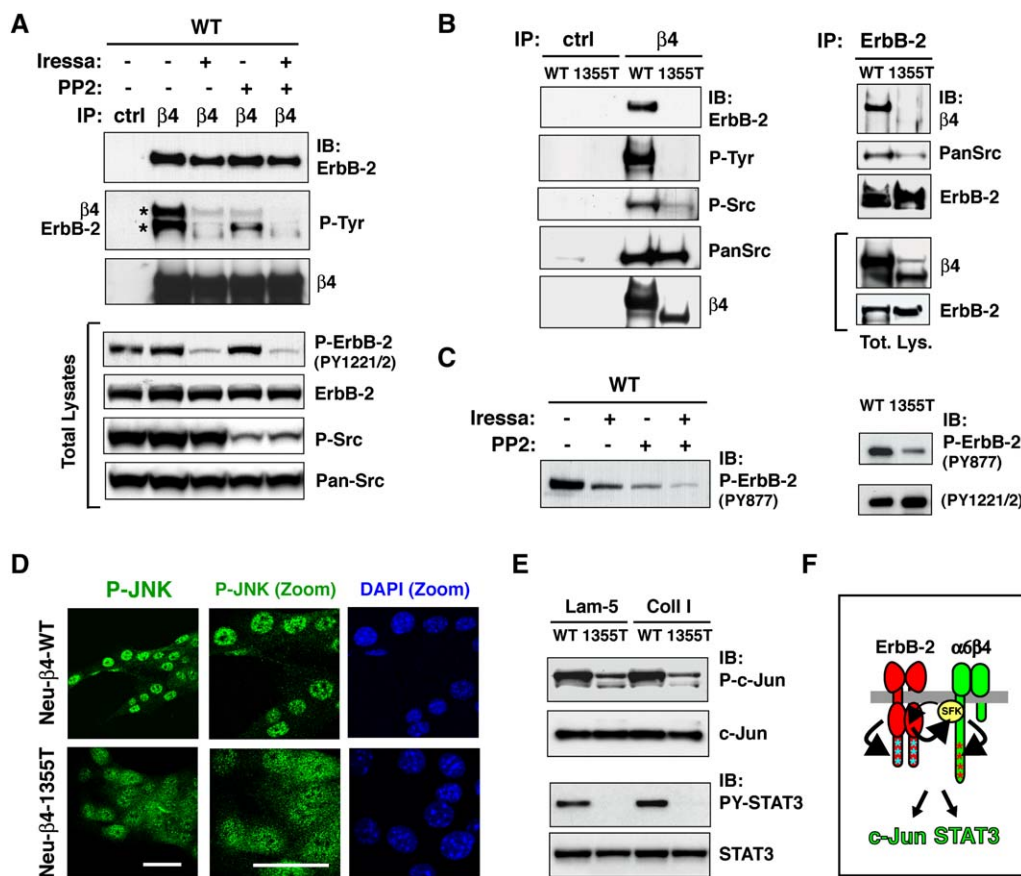 A
WT
Iressa: - - + - +
PP2: - - - + +
IP: ctrl β4 β4 β4 β4
IB:
ErbB-2
β4 *
ErbB-2 *
P-Tyr
β4
Total Lysates
P-ErbB-2
(PY1221/2)
ErbB-2
P-Src
Pan-Src
B
IP: ctrl β4
WT 1355T WT 1355T
IB:
ErbB-2
P-Tyr
P-Src
PanSrc
β4
IP: ErbB-2
WT 1355T
IB:
β4
PanSrc
ErbB-2
β4
ErbB-2
Tot. Lys.
C
WT
Iressa: - + - +
PP2: - - + +
IB:
P-ErbB-2
(PY877)
WT 1355T
IB:
P-ErbB-2
(PY877)
(PY1221/2)
D
P-JNK P-JNK (Zoom) DAPI (Zoom)
Neu-β4-WT
Neu-β4-1355T
E
Lam-5 Coll I
WT 1355T WT 1355T
IB:
P-c-Jun
c-Jun
IB:
PY-STAT3
STAT3
F
ErbB-2 α6β4
SFK
c-Jun STAT3